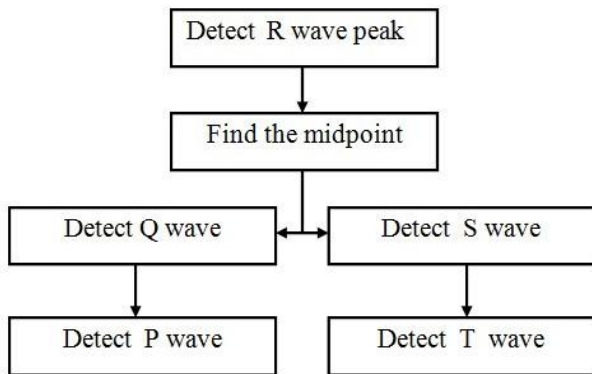 Detect R wave peak
Find the midpoint
Detect Q wave
Detect S wave
Detect P wave
Detect T wave